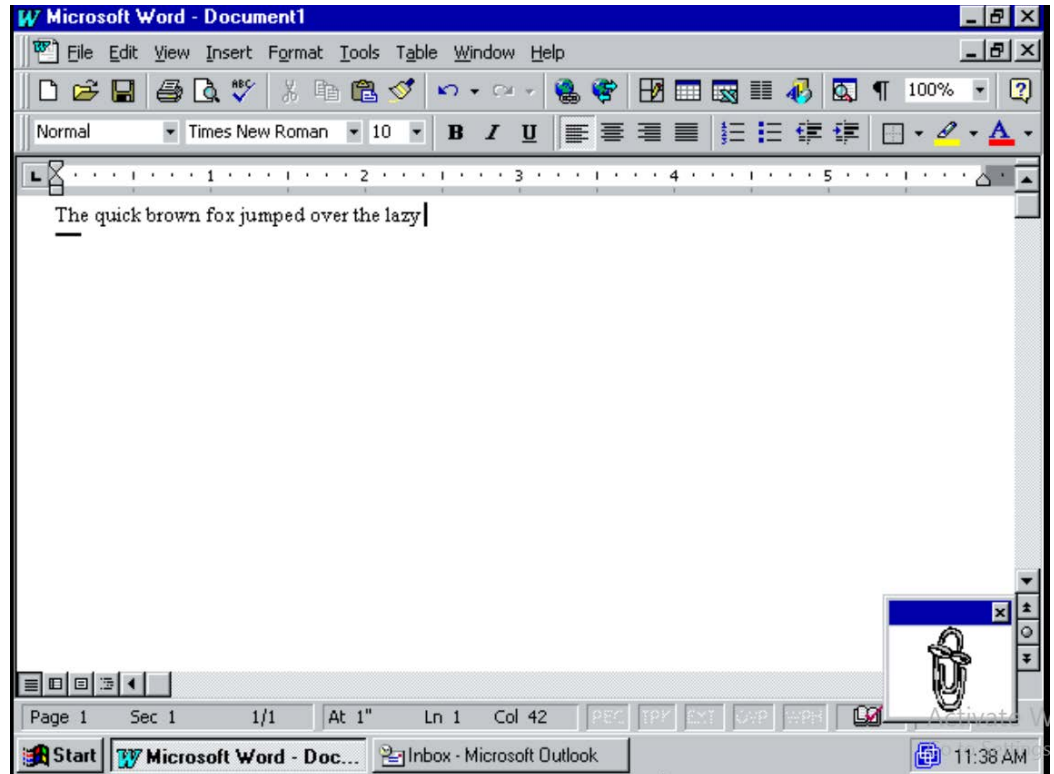 Microsoft Word - Document1
File Edit View Insert Format Tools Table Window Help
ABC 100%
Normal Times New Roman 10 B I U A
1 2 3 4 5
The quick brown fox jumped over the lazy
Page 1 Sec 1 1/1 At 1" Ln 1 Col 42 REC TRK EXT OVR WPH
Activate W
Start Microsoft Word - Doc... Inbox - Microsoft Outlook 11:38 AM